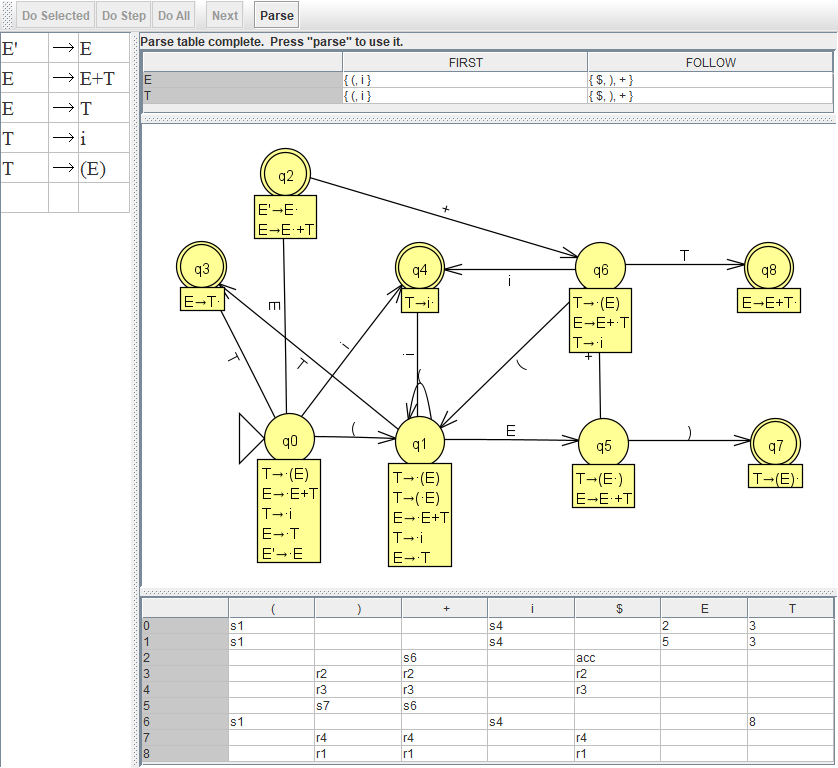 Do Selected Do Step Do All Next Parse
E' → E
E → E+T
E → T
T → i
T → (E)
Parse table complete. Press "parse" to use it.
FIRST FOLLOW
E { (, i } { $, ), + }
T { (, i } { $, ), + }
q2
E'→E·
E→E·+T
+
q3
E→T·
q4
T→i·
i
q6
T→·(E)
E→E+·T
T→·i
T
q8
E→E+T·
E
T
i
T
i
(
(
+
q0
T→·(E)
E→·E+T
T→·i
E→·T
E'→·E
(
q1
T→·(E)
T→(·E)
E→·E+T
T→·i
E→·T
E
q5
T→(E·)
E→E·+T
)
q7
T→(E)·
( ) + i $ E T
0 s1 s4 2 3
1 s1 s4 5 3
2 s6 acc
3 r2 r2 r2
4 r3 r3 r3
5 s7 s6
6 s1 s4 8
7 r4 r4 r4
8 r1 r1 r1